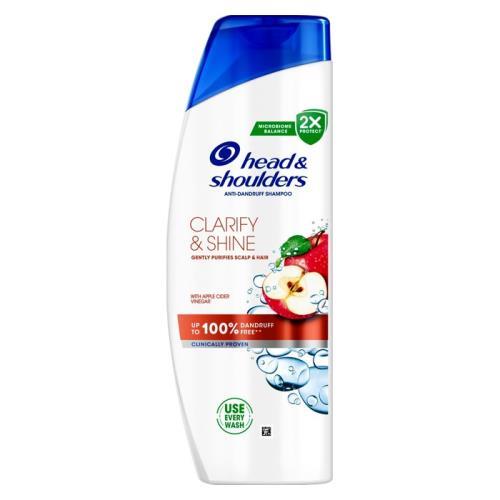 MICROBIOME
BALANCE
2X
PROTECT*
head &
shoulders
ANTI-DANDRUFF SHAMPOO
CLARIFY
& SHINE
GENTLY PURIFIES SCALP & HAIR
WITH APPLE CIDER
VINEGAR
UP TO 100% DANDRUFF FREE**
CLINICALLY PROVEN
USE
EVERY
WASH